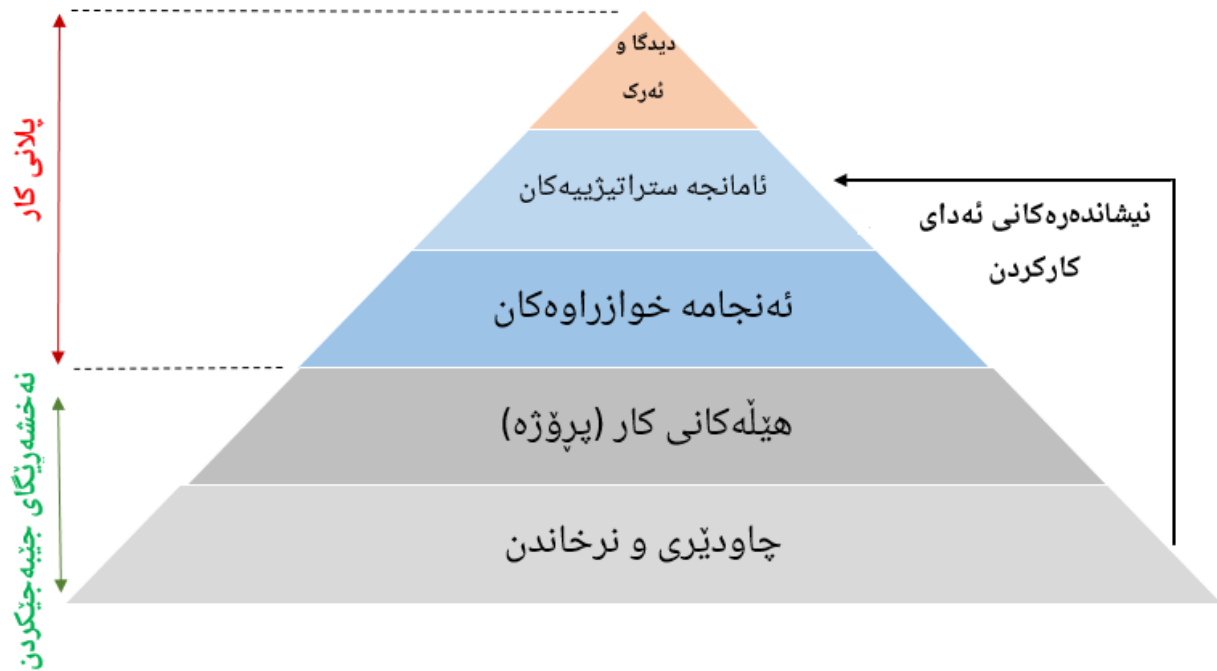 دیدگا و
ئەرک
ئامانجە ستراتیژییەکان
ئەنجامە خوازراوەکان
هێڵەکانی کار (پڕۆژە)
چاودێری و نرخاندن
نیشاندەرەکانی ئەدای
کارکردن
پلانی کار
نەخشەڕێگای جێبەجێکردن